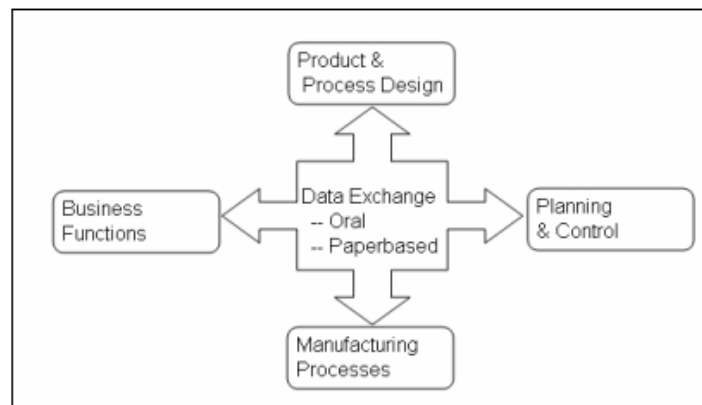 Product &
Process Design
Business
Functions
Data Exchange
-- Oral
-- Paperbased
Planning
& Control
Manufacturing
Processes